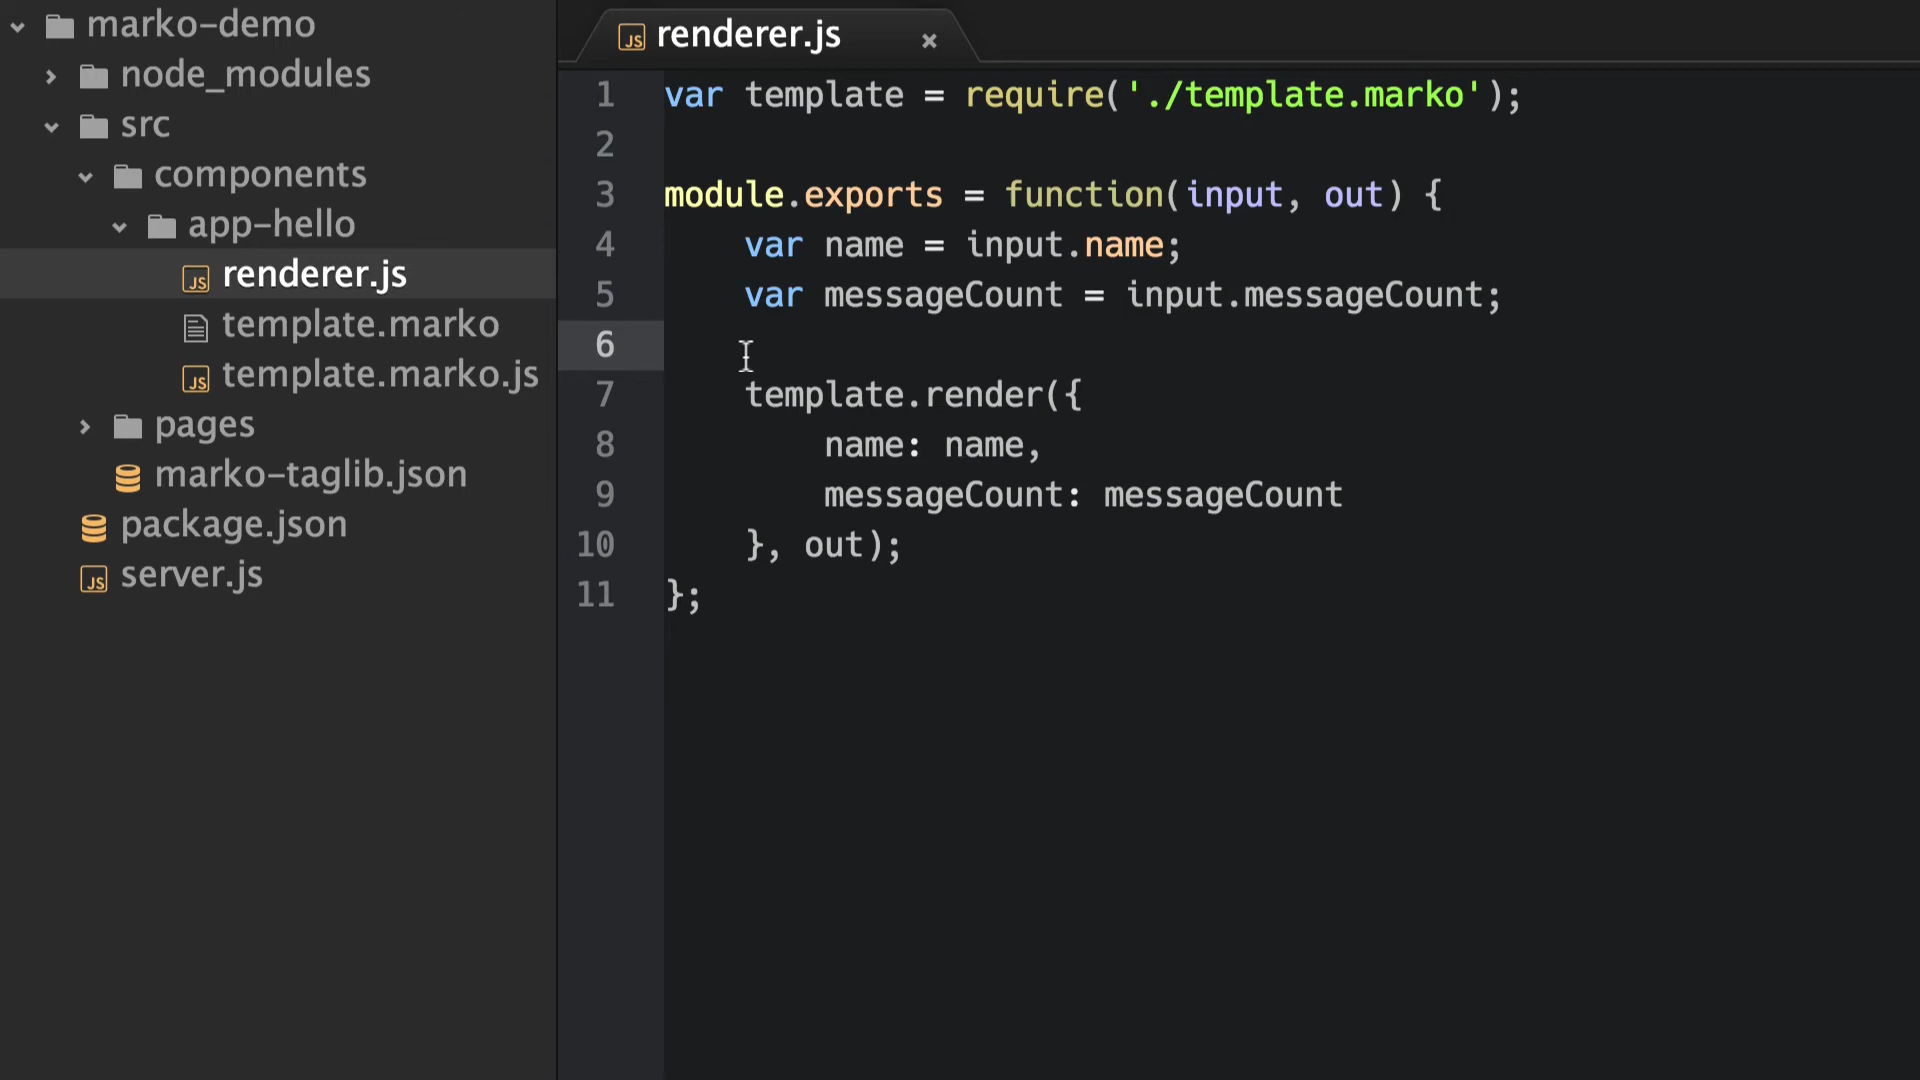 marko-demo
node_modules
src
components
app-hello
renderer.js
template.marko
template.marko.js
pages
marko-taglib.json
package.json
server.js
renderer.js ×
1 var template = require('./template.marko');
2
3 module.exports = function(input, out) {
4     var name = input.name;
5     var messageCount = input.messageCount;
6
7     template.render({
8         name: name,
9         messageCount: messageCount
10     }, out);
11 };